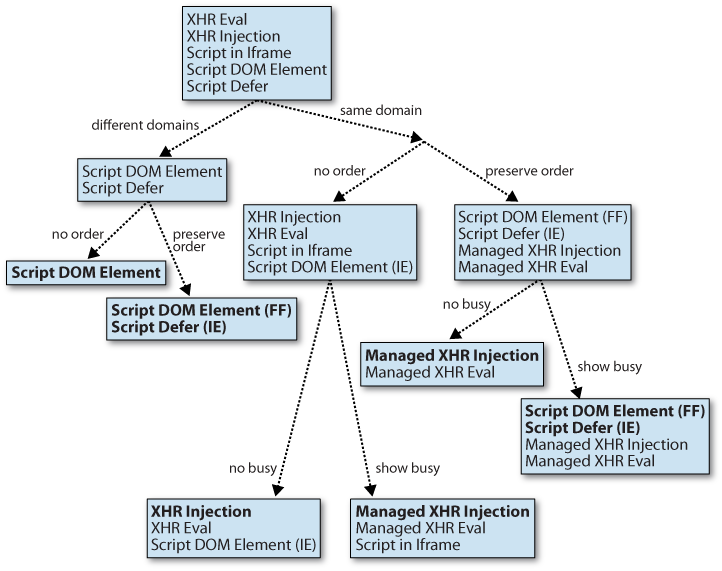 XHR Eval
XHR Injection
Script in Iframe
Script DOM Element
Script Defer
different domains
same domain
Script DOM Element
Script Defer
no order
preserve order
no order
preserve
order
XHR Injection
XHR Eval
Script in Iframe
Script DOM Element (IE)
Script DOM Element (FF)
Script Defer (IE)
Managed XHR Injection
Managed XHR Eval
Script DOM Element
Script DOM Element (FF)
Script Defer (IE)
no busy
show busy
Managed XHR Injection
Managed XHR Eval
Script DOM Element (FF)
Script Defer (IE)
Managed XHR Injection
Managed XHR Eval
no busy
show busy
XHR Injection
XHR Eval
Script DOM Element (IE)
Managed XHR Injection
Managed XHR Eval
Script in Iframe